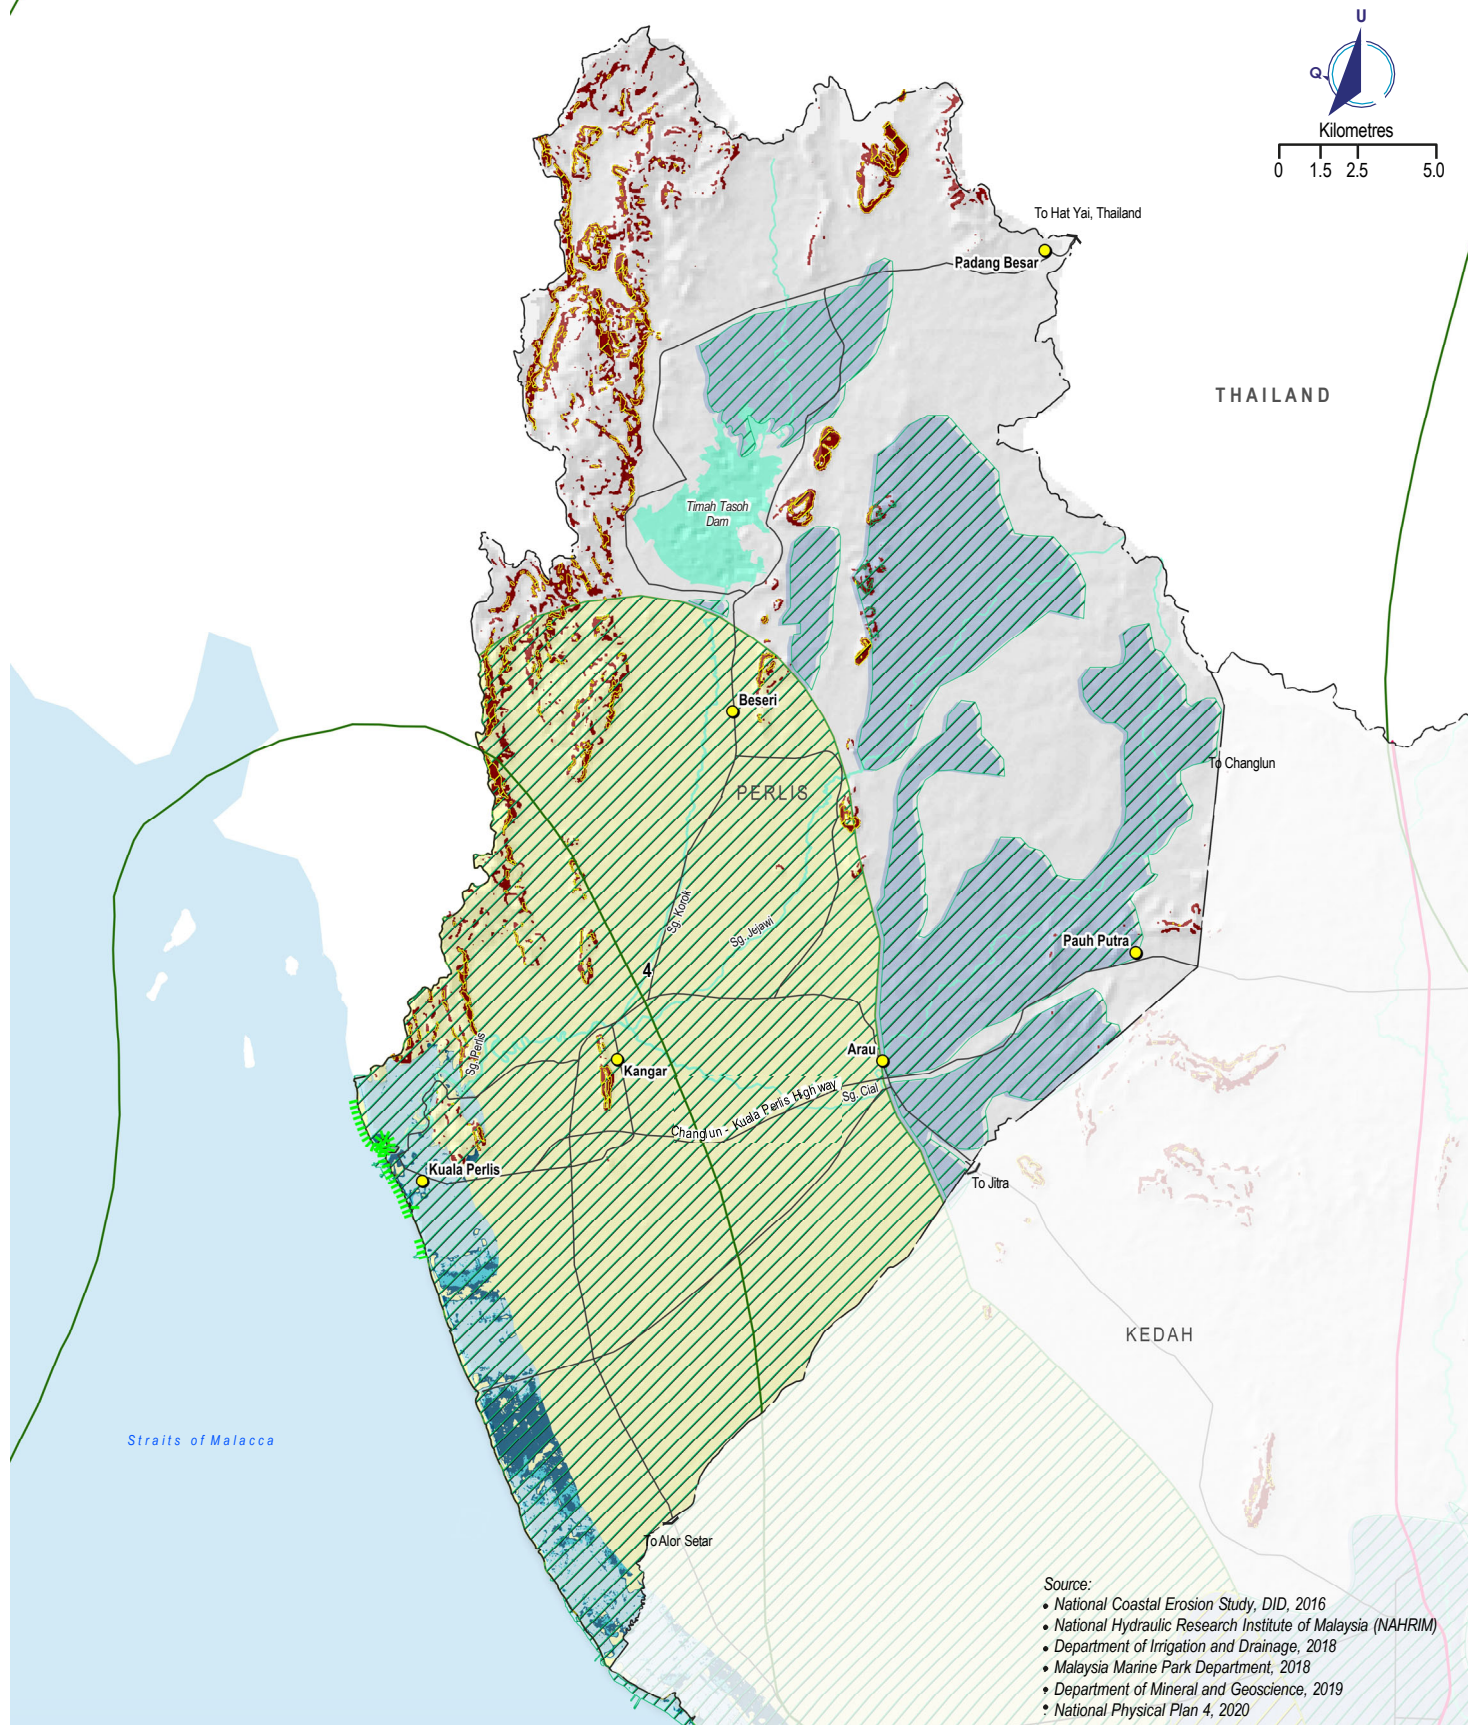 U
Q
Kilometres
0 1.5 2.5 5.0
To Hat Yai, Thailand
Padang Besar
THAILAND
Timah Tasoh
Dam
Beseri
To Changlun
PERLIS
Sg. Korok
Sg. Jejawi
Pauh Putra
4
Sg. Perlis
Arau
Kangar
Changlun - Kuala Perlis Highway
Sg. Cial
Kuala Perlis
To Jitra
KEDAH
Straits of Malacca
To Alor Setar
Source:
• National Coastal Erosion Study, DID, 2016
• National Hydraulic Research Institute of Malaysia (NAHRIM)
• Department of Irrigation and Drainage, 2018
• Malaysia Marine Park Department, 2018
• Department of Mineral and Geoscience, 2019
• National Physical Plan 4, 2020